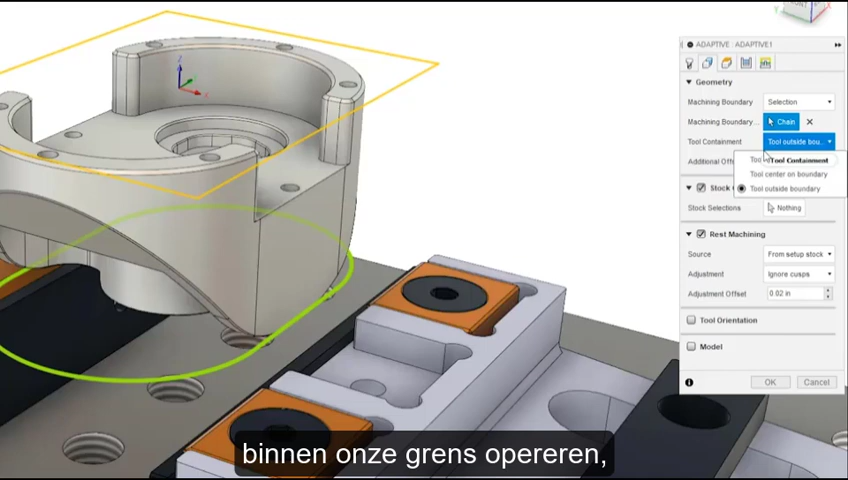 FRONT
ADAPTIVE : ADAPTIVE1
Geometry
Machining Boundary Selection
Machining Boundary... Chain
Tool Containment Tool outside bou...
Tool Containment
Tool center on boundary
Tool outside boundary
Stock Selections Nothing
Rest Machining
Source From setup stock
Adjustment Ignore cusps
Adjustment Offset 0.02 in
Tool Orientation
Model
OK Cancel
binnen onze grens opereren,